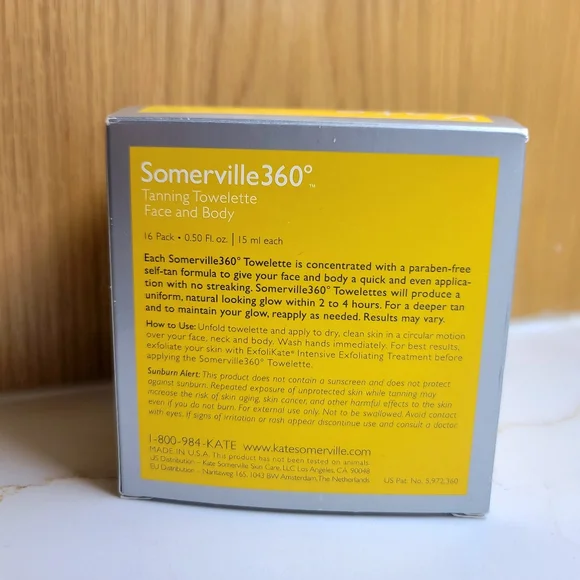 Somerville360°™
Tanning Towelette
Face and Body
16 Pack • 0.50 Fl. oz. | 15 ml each
Each Somerville360° Towelette is concentrated with a paraben-free
self-tan formula to give your face and body a quick and even applica-
tion with no streaking. Somerville360° Towelettes will produce a
uniform, natural looking glow within 2 to 4 hours. For a deeper tan
and to maintain your glow, reapply as needed. Results may vary.
How to Use: Unfold towelette and apply to dry, clean skin in a circular motion
over your face, neck and body. Wash hands immediately. For best results,
exfoliate your skin with ExfoliKate® Intensive Exfoliating Treatment before
applying the Somerville360° Towelette.
Sunburn Alert: This product does not contain a sunscreen and does not protect
against sunburn. Repeated exposure of unprotected skin while tanning may
increase the risk of skin aging, skin cancer, and other harmful effects to the skin
even if you do not burn. For external use only. Not to be swallowed. Avoid contact
with eyes. If signs of irritation or rash appear discontinue use and consult a doctor.
1-800-984-KATE www.katesomerville.com
MADE IN U.S.A. This product has not been tested on animals.
US Distribution – Kate Somerville Skin Care, LLC Los Angeles, CA 90048
EU Distribution – Naritaweg 165, 1043 BW Amsterdam, The Netherlands US Pat. No. 5,972,360